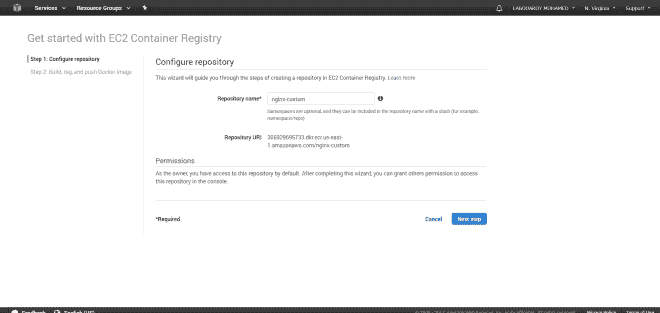 Services Resource Groups LABOUARDY MOHAMED N. Virginia Support
Get started with EC2 Container Registry
Step 1: Configure repository
Step 2: Build, tag, and push Docker image
Configure repository
This wizard will guide you through the steps of creating a repository in EC2 Container Registry. Learn more
Repository name*
nginx-custom
Namespaces are optional, and they can be included in the repository name with a slash (for example,
namespace/repo)
Repository URI
.dkr.ecr.us-east-
1.amazonaws.com/nginx-custom
Permissions
As the owner, you have access to this repository by default. After completing this wizard, you can grant others permission to access
this repository in the console.
*Required
Cancel
Next step
Feedback English (US)
Privacy Policy Terms of Use